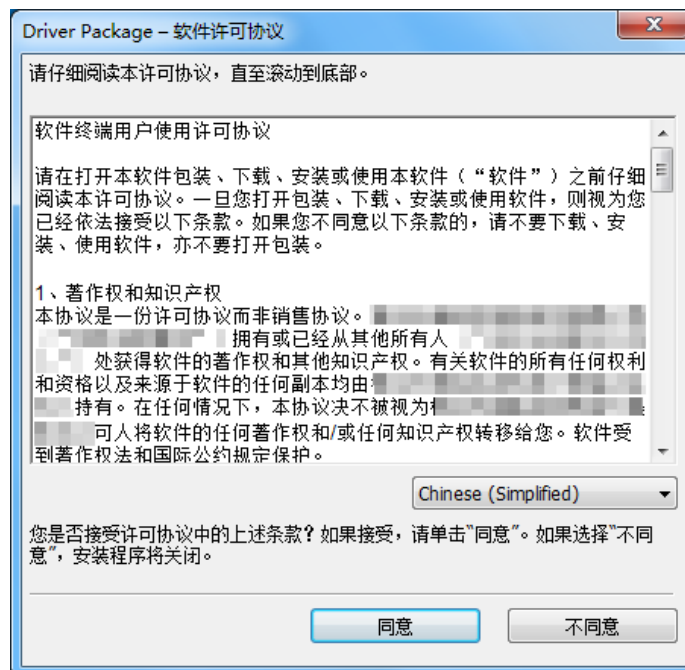 Driver Package – 软件许可协议
请仔细阅读本许可协议，直至滚动到底部。
软件终端用户使用许可协议
请在打开本软件包装、下载、安装或使用本软件（“软件”）之前仔细
阅读本许可协议。一旦您打开包装、下载、安装或使用软件，则视为您
已经依法接受以下条款。如果您不同意以下条款的，请不要下载、安
装、使用软件，亦不要打开包装。
1、著作权和知识产权
本协议是一份许可协议而非销售协议。
拥有或已经从其他所有人
处获得软件的著作权和其他知识产权。有关软件的所有任何权利
和资格以及来源于软件的任何副本均由
持有。在任何情况下，本协议决不被视为
可人将软件的任何著作权和/或任何知识产权转移给您。软件受
到著作权法和国际公约规定保护。
Chinese (Simplified)
您是否接受许可协议中的上述条款？如果接受，请单击“同意”。如果选择“不同
意”，安装程序将关闭。
同意
不同意